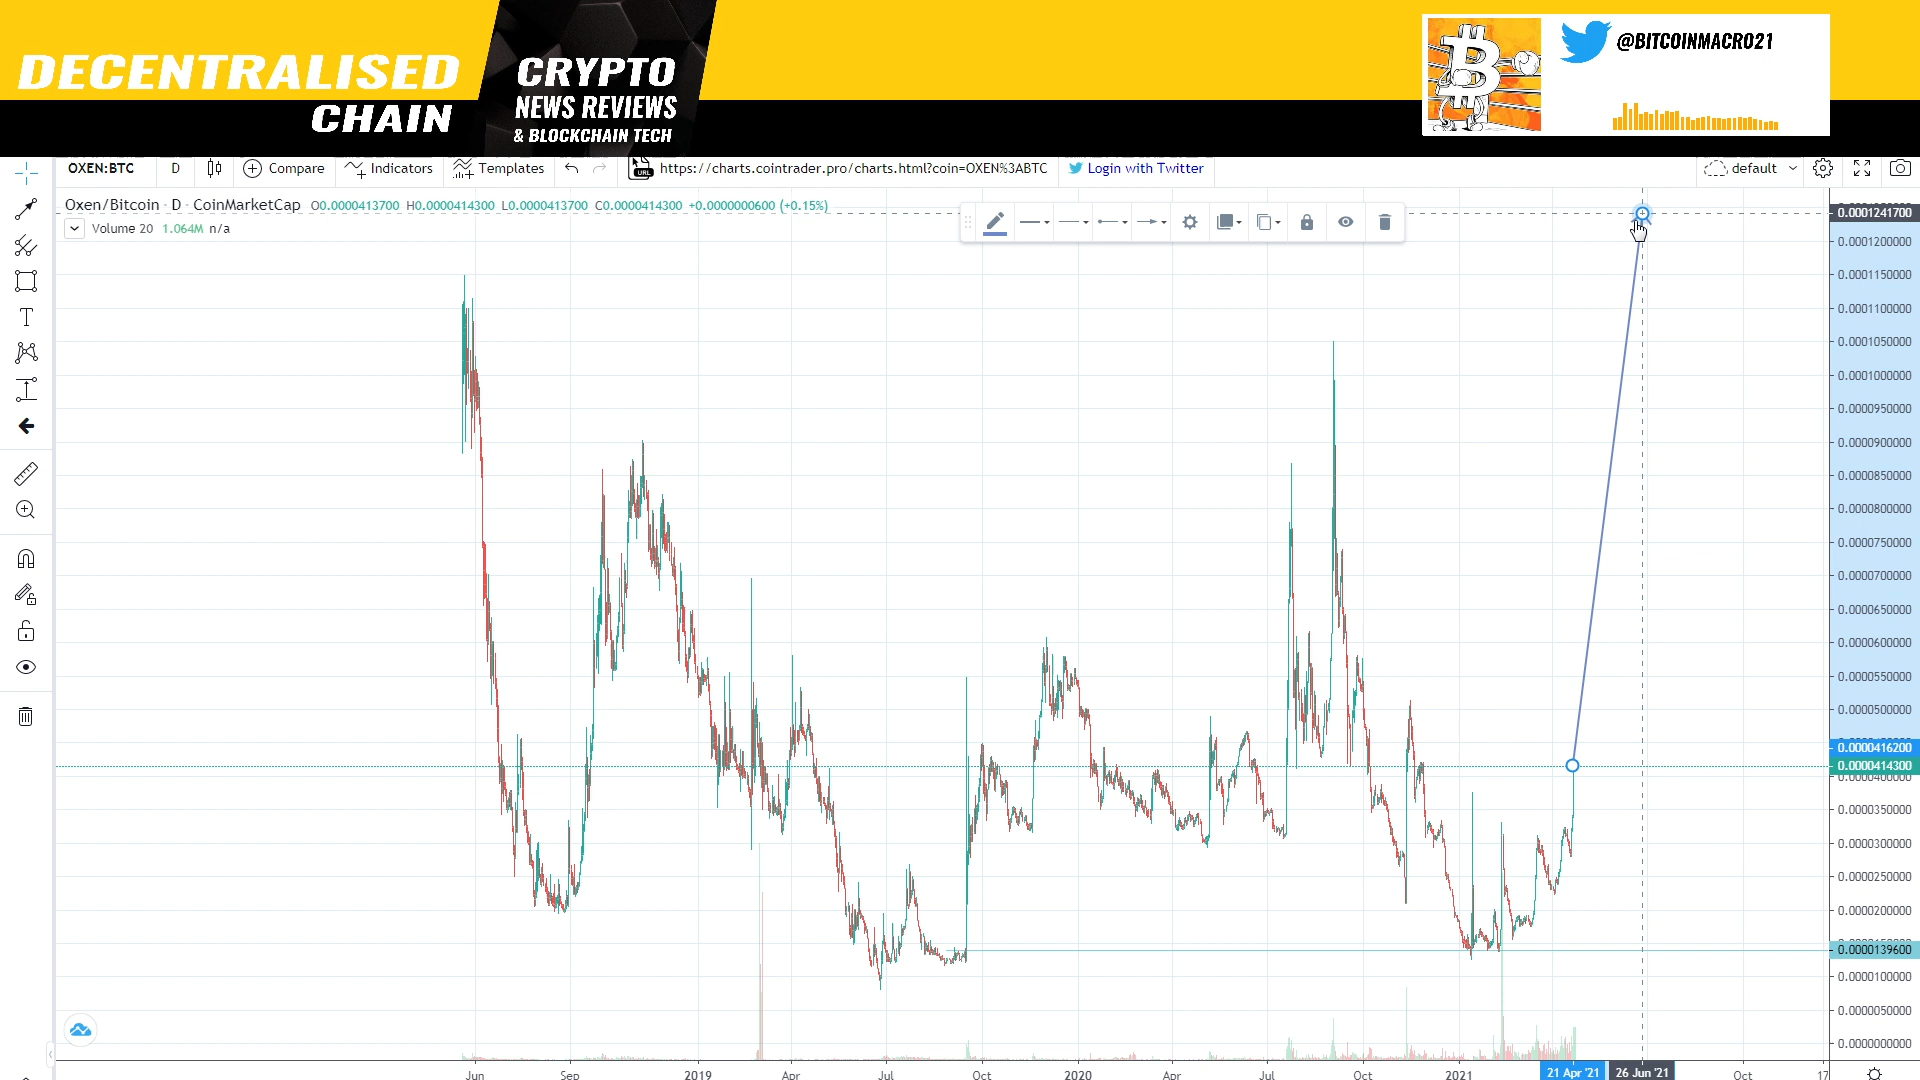 DECENTRALISED
CHAIN
CRYPTO
NEWS REVIEWS
& BLOCKCHAIN TECH
@BITCOINMACRO21
OXEN:BTC
D
Compare
Indicators
Templates
URL
https://charts.cointrader.pro/charts.html?coin=OXEN%3ABTC
Login with Twitter
default
Oxen/Bitcoin · D · CoinMarketCap O0.0000413700 H0.0000414300 L0.0000413700 C0.0000414300 +0.0000000600 (+0.15%)
Volume 20 1.064M n/a
0.0001241700
0.0001200000
0.0001150000
0.0001100000
0.0001050000
0.0001000000
0.0000950000
0.0000900000
0.0000850000
0.0000800000
0.0000750000
0.0000700000
0.0000650000
0.0000600000
0.0000550000
0.0000500000
0.0000416200
0.0000414300
0.0000400000
0.0000350000
0.0000300000
0.0000250000
0.0000200000
0.0000139600
0.0000100000
0.0000050000
0.0000000000
Jun Sep 2019 Apr Jul Oct 2020 Apr Jul Oct 2021 21 Apr '21 26 Jun '21 Oct 17